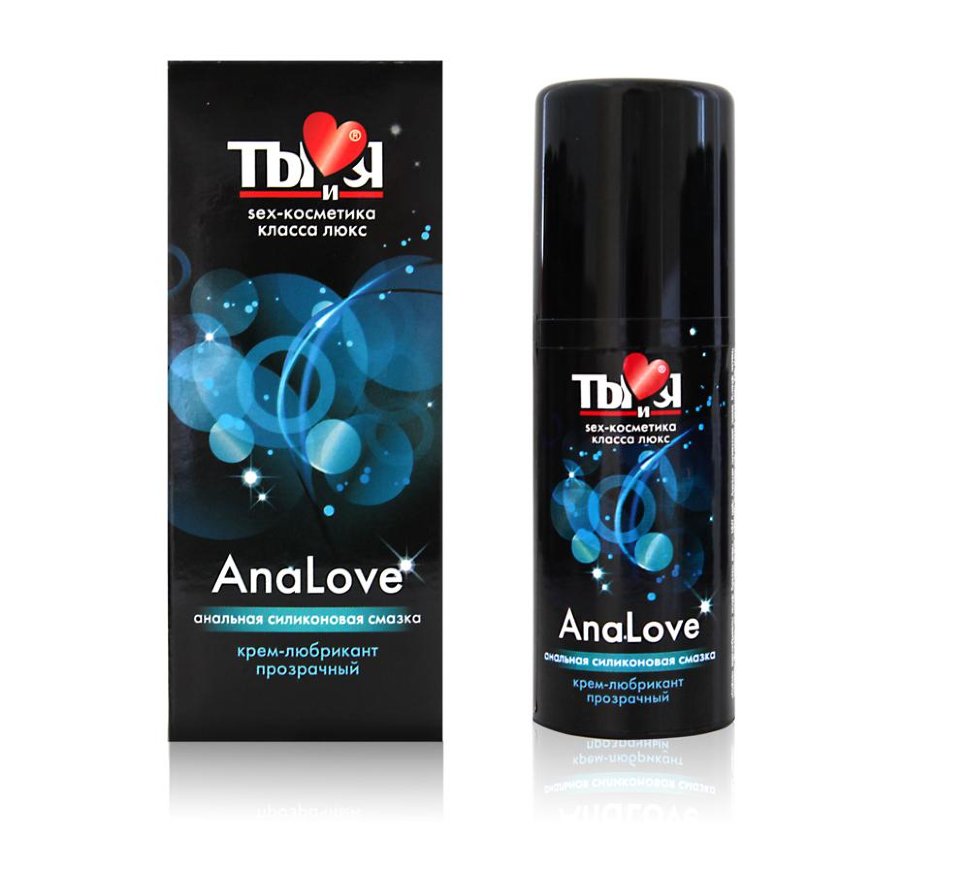 ТЫ и Я ®
sex-косметика
класса люкс
AnaLove
анальная силиконовая смазка
крем-любрикант
прозрачный
ТЫ и Я ®
sex-косметика
класса люкс
AnaLove
анальная силиконовая смазка
крем-любрикант
прозрачный